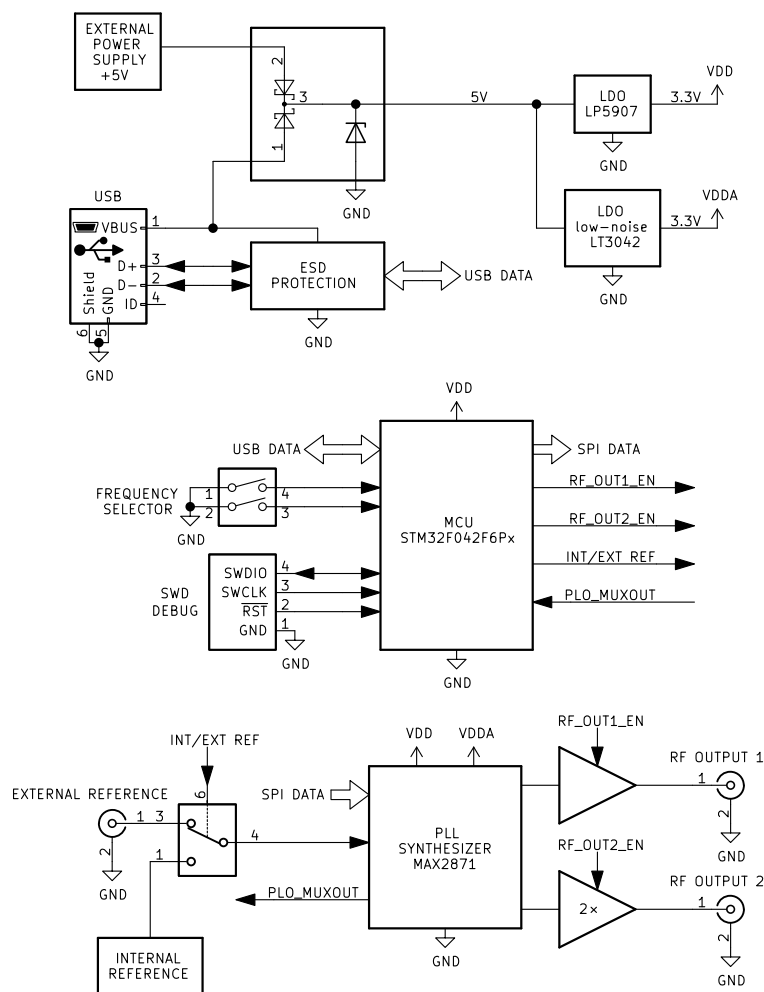 EXTERNAL
POWER
SUPPLY
+5V
2
3
1
GND
5V
LDO
LP5907
GND
3.3V
VDD
LDO
low-noise
LT3042
GND
3.3V
VDDA
USB
VBUS
1
D+
3
D-
2
ID
4
Shield
GND
6
5
GND
ESD
PROTECTION
GND
USB DATA
VDD
USB DATA
SPI DATA
FREQUENCY
SELECTOR
1
2
4
3
GND
MCU
STM32F042F6Px
RF_OUT1_EN
RF_OUT2_EN
INT/EXT REF
PLO_MUXOUT
SWD
DEBUG
SWDIO
4
SWCLK
3
RST
2
GND
1
GND
GND
INT/EXT REF
6
EXTERNAL REFERENCE
1
3
2
GND
1
4
INTERNAL
REFERENCE
VDD
VDDA
SPI DATA
PLL
SYNTHESIZER
MAX2871
PLO_MUXOUT
GND
RF_OUT1_EN
RF OUTPUT 1
1
2
GND
RF_OUT2_EN
2×
RF OUTPUT 2
1
2
GND